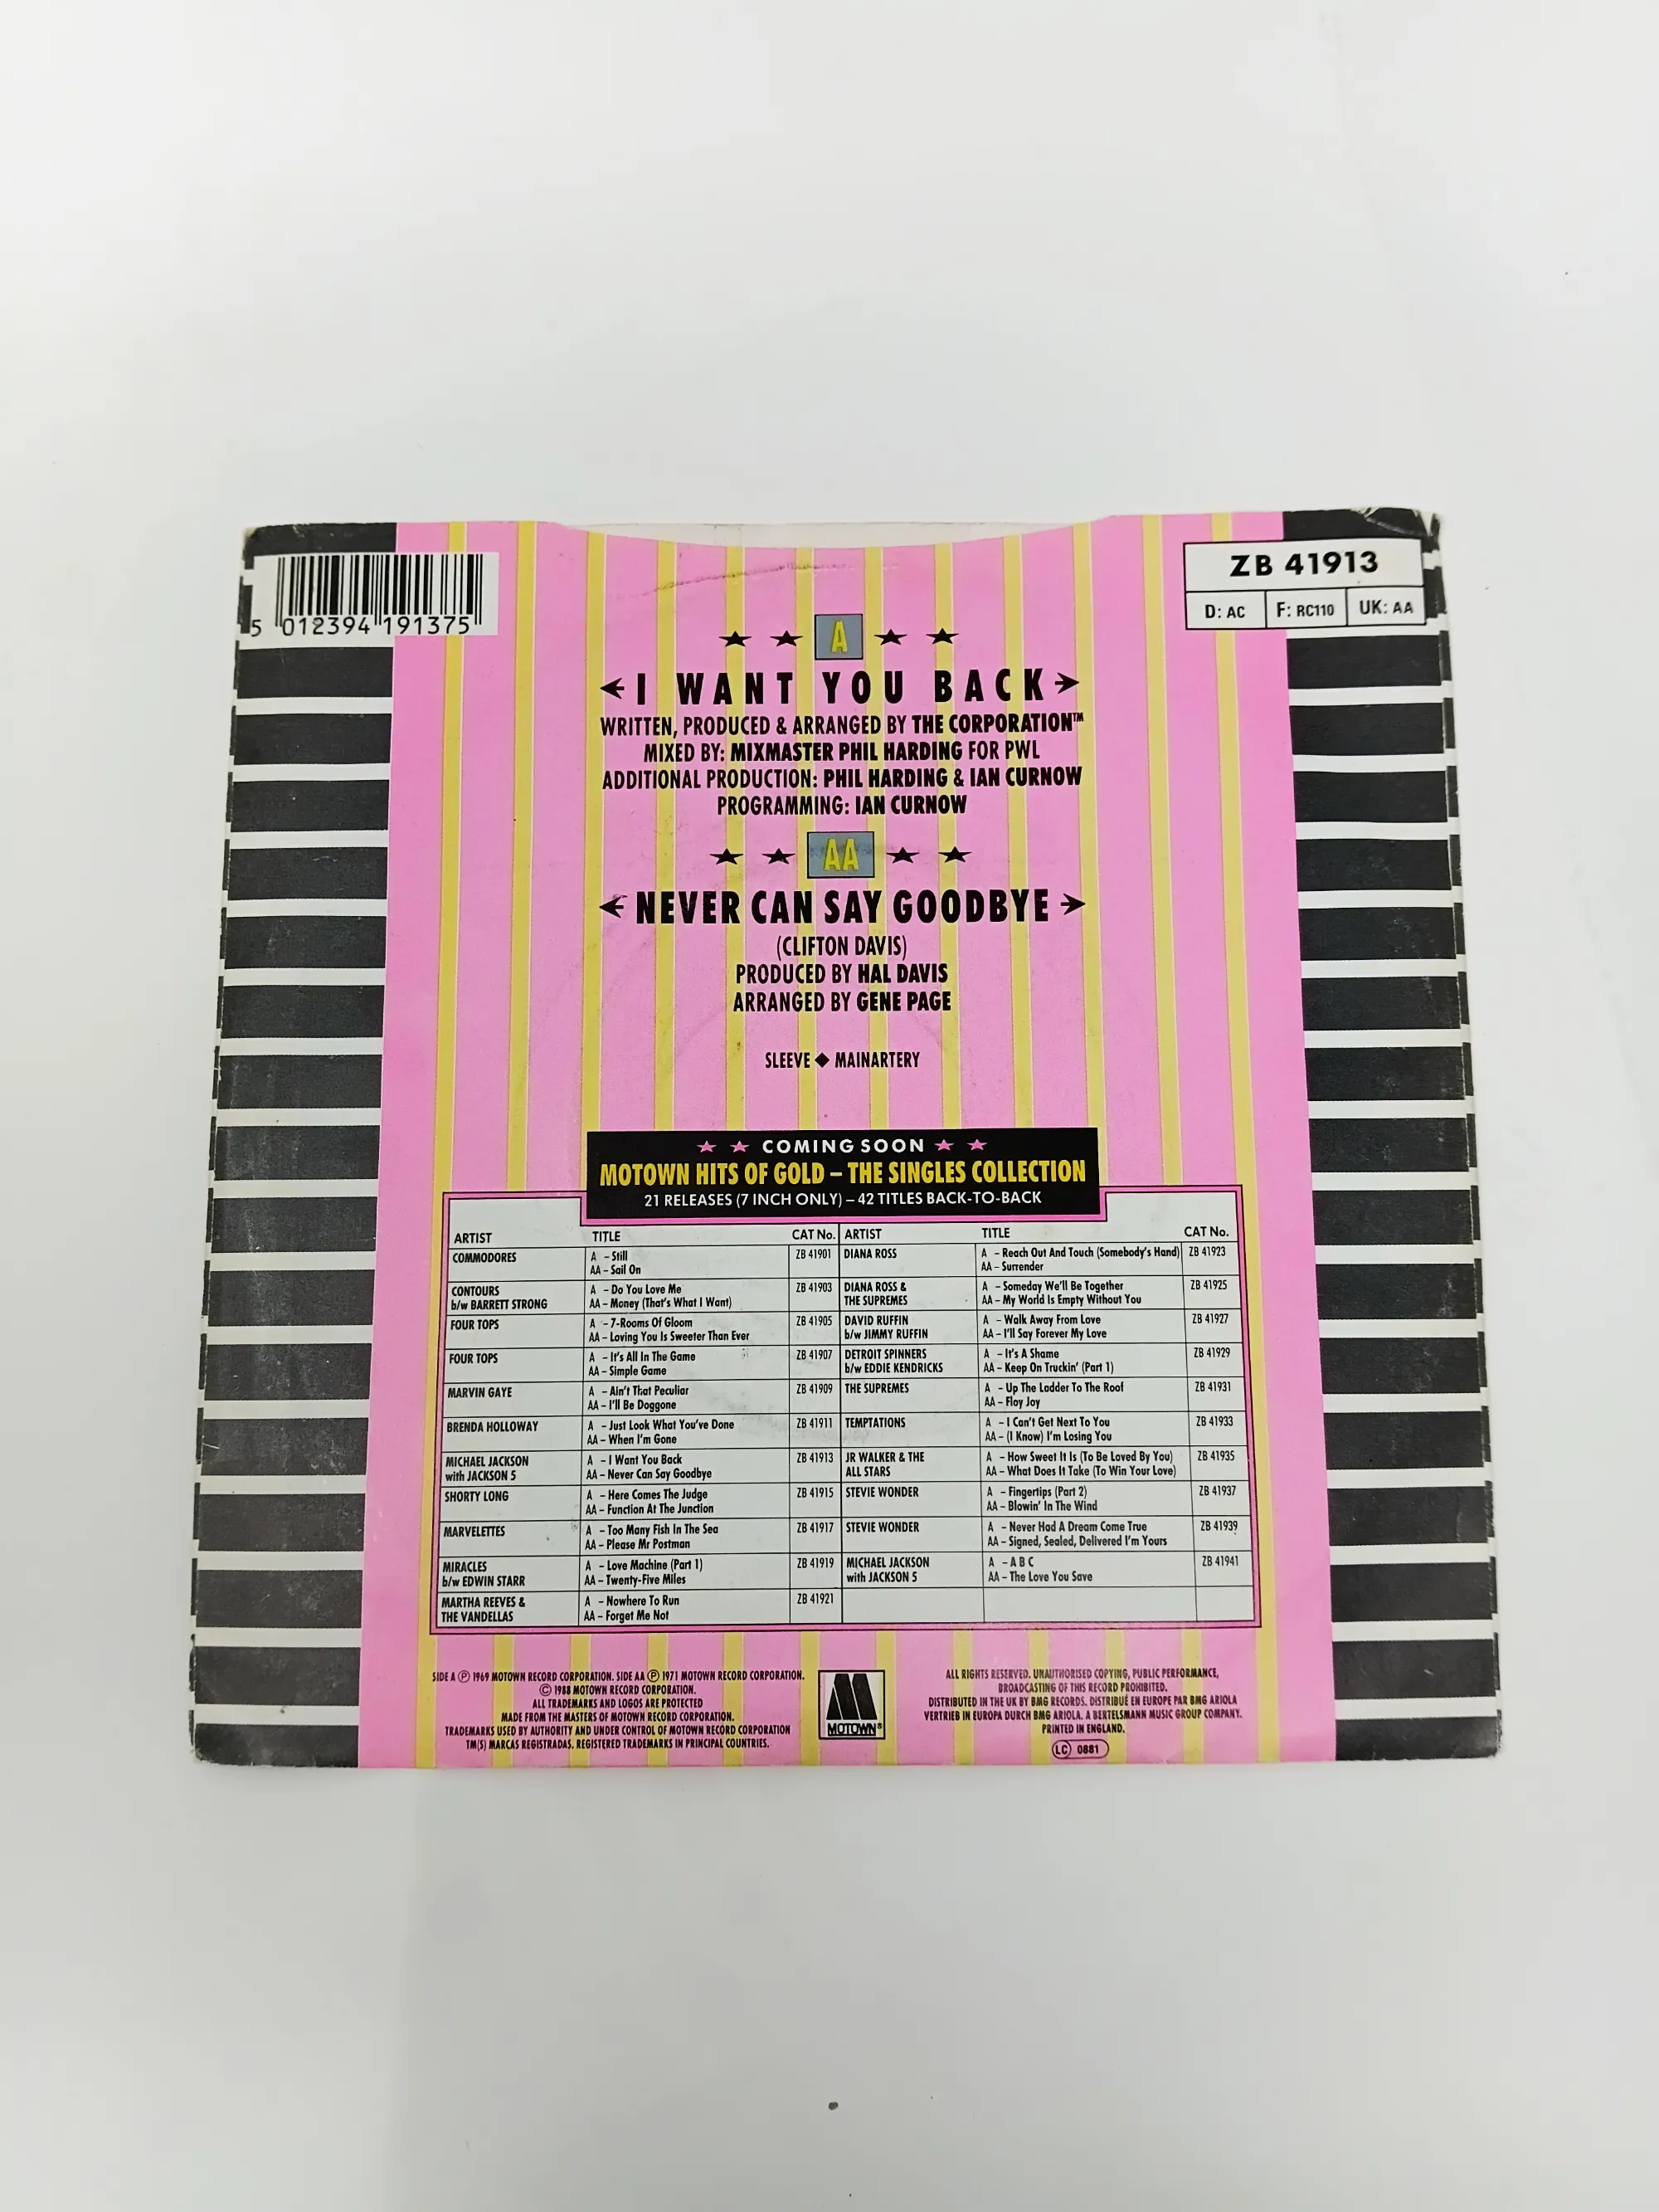 5 012394 191375
ZB 41913
D: AC F: RC110 UK: AA
A
I WANT YOU BACK
WRITTEN, PRODUCED & ARRANGED BY THE CORPORATION™
MIXED BY: MIXMASTER PHIL HARDING FOR PWL
ADDITIONAL PRODUCTION: PHIL HARDING & IAN CURNOW
PROGRAMMING: IAN CURNOW
AA
NEVER CAN SAY GOODBYE
(CLIFTON DAVIS)
PRODUCED BY HAL DAVIS
ARRANGED BY GENE PAGE
SLEEVE ◆ MAINARTERY
★ ★ COMING SOON ★ ★
MOTOWN HITS OF GOLD – THE SINGLES COLLECTION
21 RELEASES (7 INCH ONLY) – 42 TITLES BACK-TO-BACK
ARTIST TITLE CAT No.
COMMODORES A – Still ZB 41901
AA – Sail On
CONTOURS A – Do You Love Me ZB 41903
b/w BARRETT STRONG AA – Money (That's What I Want)
FOUR TOPS A – 7-Rooms Of Gloom ZB 41905
AA – Loving You Is Sweeter Than Ever
FOUR TOPS A – It's All In The Game ZB 41907
AA – Simple Game
MARVIN GAYE A – Ain't That Peculiar ZB 41909
AA – I'll Be Doggone
BRENDA HOLLOWAY A – Just Look What You've Done ZB 41911
AA – When I'm Gone
MICHAEL JACKSON A – I Want You Back ZB 41913
with JACKSON 5 AA – Never Can Say Goodbye
SHORTY LONG A – Here Comes The Judge ZB 41915
AA – Function At The Junction
MARVELETTES A – Too Many Fish In The Sea ZB 41917
AA – Please Mr Postman
MIRACLES A – Love Machine (Part 1) ZB 41919
b/w EDWIN STARR AA – Twenty-Five Miles
MARTHA REEVES & A – Nowhere To Run ZB 41921
THE VANDELLAS AA – Forget Me Not
ARTIST TITLE CAT No.
DIANA ROSS A – Reach Out And Touch (Somebody's Hand) ZB 41923
AA – Surrender
DIANA ROSS & A – Someday We'll Be Together ZB 41925
THE SUPREMES AA – My World Is Empty Without You
DAVID RUFFIN A – Walk Away From Love ZB 41927
b/w JIMMY RUFFIN AA – I'll Say Forever My Love
DETROIT SPINNERS A – It's A Shame ZB 41929
b/w EDDIE KENDRICKS AA – Keep On Truckin' (Part 1)
THE SUPREMES A – Up The Ladder To The Roof ZB 41931
AA – Floy Joy
TEMPTATIONS A – I Can't Get Next To You ZB 41933
AA – (I Know) I'm Losing You
JR WALKER & THE A – How Sweet It Is (To Be Loved By You) ZB 41935
ALL STARS AA – What Does It Take (To Win Your Love)
STEVIE WONDER A – Fingertips (Part 2) ZB 41937
AA – Blowin' In The Wind
STEVIE WONDER A – Never Had A Dream Come True ZB 41939
AA – Signed, Sealed, Delivered I'm Yours
MICHAEL JACKSON A – A B C ZB 41941
with JACKSON 5 AA – The Love You Save
SIDE A ℗ 1969 MOTOWN RECORD CORPORATION. SIDE AA ℗ 1971 MOTOWN RECORD CORPORATION.
© 1988 MOTOWN RECORD CORPORATION.
ALL TRADEMARKS AND LOGOS ARE PROTECTED
MADE FROM THE MASTERS OF MOTOWN RECORD CORPORATION.
TRADEMARKS USED BY AUTHORITY AND UNDER CONTROL OF MOTOWN RECORD CORPORATION
TM(S) MARCAS REGISTRADAS. REGISTERED TRADEMARKS IN PRINCIPAL COUNTRIES.
MOTOWN®
ALL RIGHTS RESERVED. UNAUTHORISED COPYING, PUBLIC PERFORMANCE,
BROADCASTING OF THIS RECORD PROHIBITED.
DISTRIBUTED IN THE UK BY BMG RECORDS. DISTRIBUÉ EN EUROPE PAR BMG ARIOLA
VERTRIEB IN EUROPA DURCH BMG ARIOLA. A BERTELSMANN MUSIC GROUP COMPANY.
PRINTED IN ENGLAND.
LC 0881